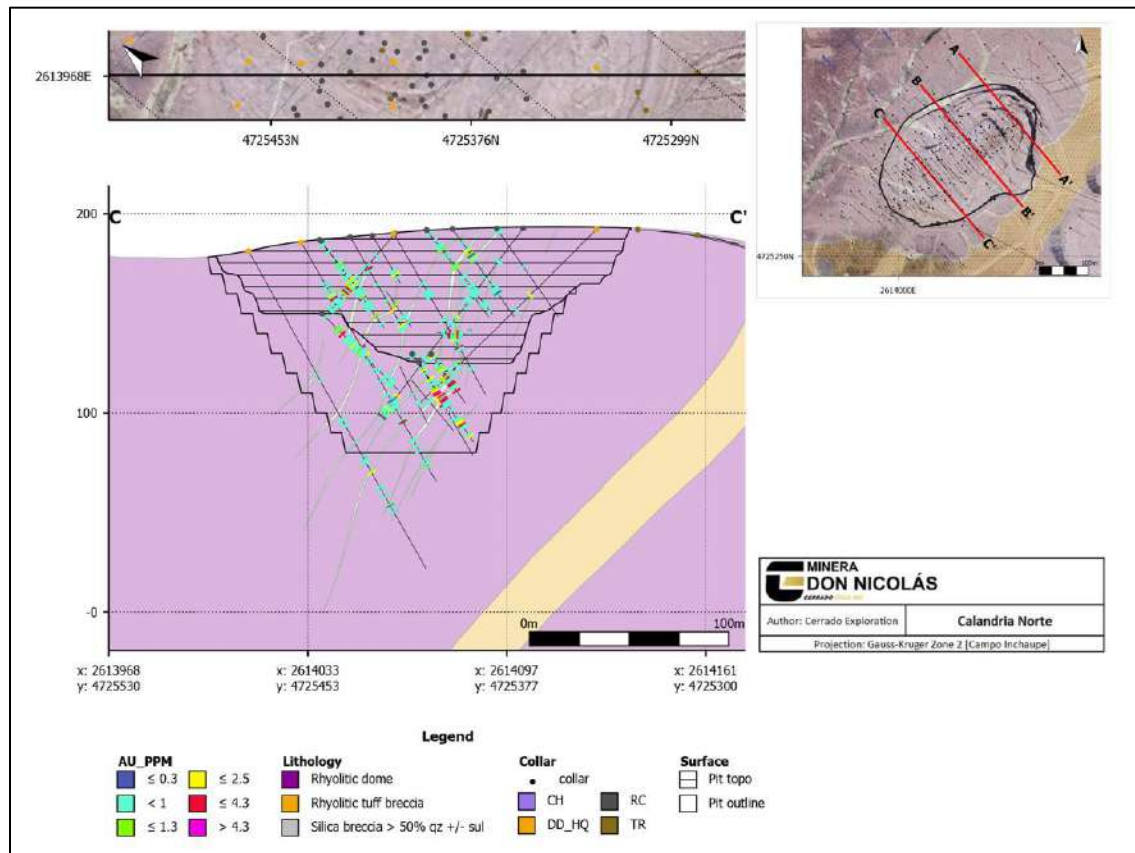 2613968E
4725453N
4725376N
4725299N
A
B
C
A'
B'
C'
4725250N
2614000E
100m
C
C'
200
100
-0
0m
100m
x: 2613968
y: 4725530
x: 2614033
y: 4725453
x: 2614097
y: 4725377
x: 2614161
y: 4725300
MINERA
DON NICOLÁS
CERRADO
Author: Cerrado Exploration
Calandria Norte
Projection: Gauss-Kruger Zone 2 [Campo Inchaupe]
Legend
AU_PPM
≤ 0.3
≤ 2.5
< 1
≤ 4.3
≤ 1.3
> 4.3
Lithology
Rhyolitic dome
Rhyolitic tuff breccia
Silica breccia > 50% qz +/- sul
Collar
collar
CH
RC
DD_HQ
TR
Surface
Pit topo
Pit outline